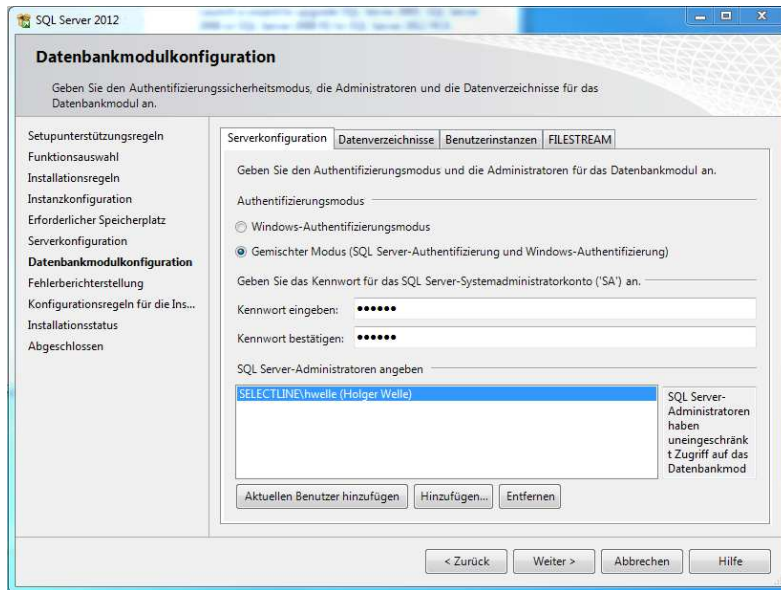 SQL Server 2012
Datenbankmodulkonfiguration
Geben Sie den Authentifizierungssicherheitsmodus, die Administratoren und die Datenverzeichnisse für das
Datenbankmodul an.
Setupunterstützungsregeln
Funktionsauswahl
Installationsregeln
Instanzkonfiguration
Erforderlicher Speicherplatz
Serverkonfiguration
Datenbankmodulkonfiguration
Fehlerberichterstellung
Konfigurationsregeln für die Ins...
Installationsstatus
Abgeschlossen
Serverkonfiguration Datenverzeichnisse Benutzerinstanzen FILESTREAM
Geben Sie den Authentifizierungsmodus und die Administratoren für das Datenbankmodul an.
Authentifizierungsmodus
Windows-Authentifizierungsmodus
Gemischter Modus (SQL Server-Authentifizierung und Windows-Authentifizierung)
Geben Sie das Kennwort für das SQL Server-Systemadministratorkonto ('SA') an.
Kennwort eingeben: ●●●●●●
Kennwort bestätigen: ●●●●●●
SQL Server-Administratoren angeben
SELECTLINE\hwelle (Holger Welle)
SQL Server-
Administratoren
haben
uneingeschränk
t Zugriff auf das
Datenbankmod
Aktuellen Benutzer hinzufügen Hinzufügen... Entfernen
< Zurück Weiter > Abbrechen Hilfe